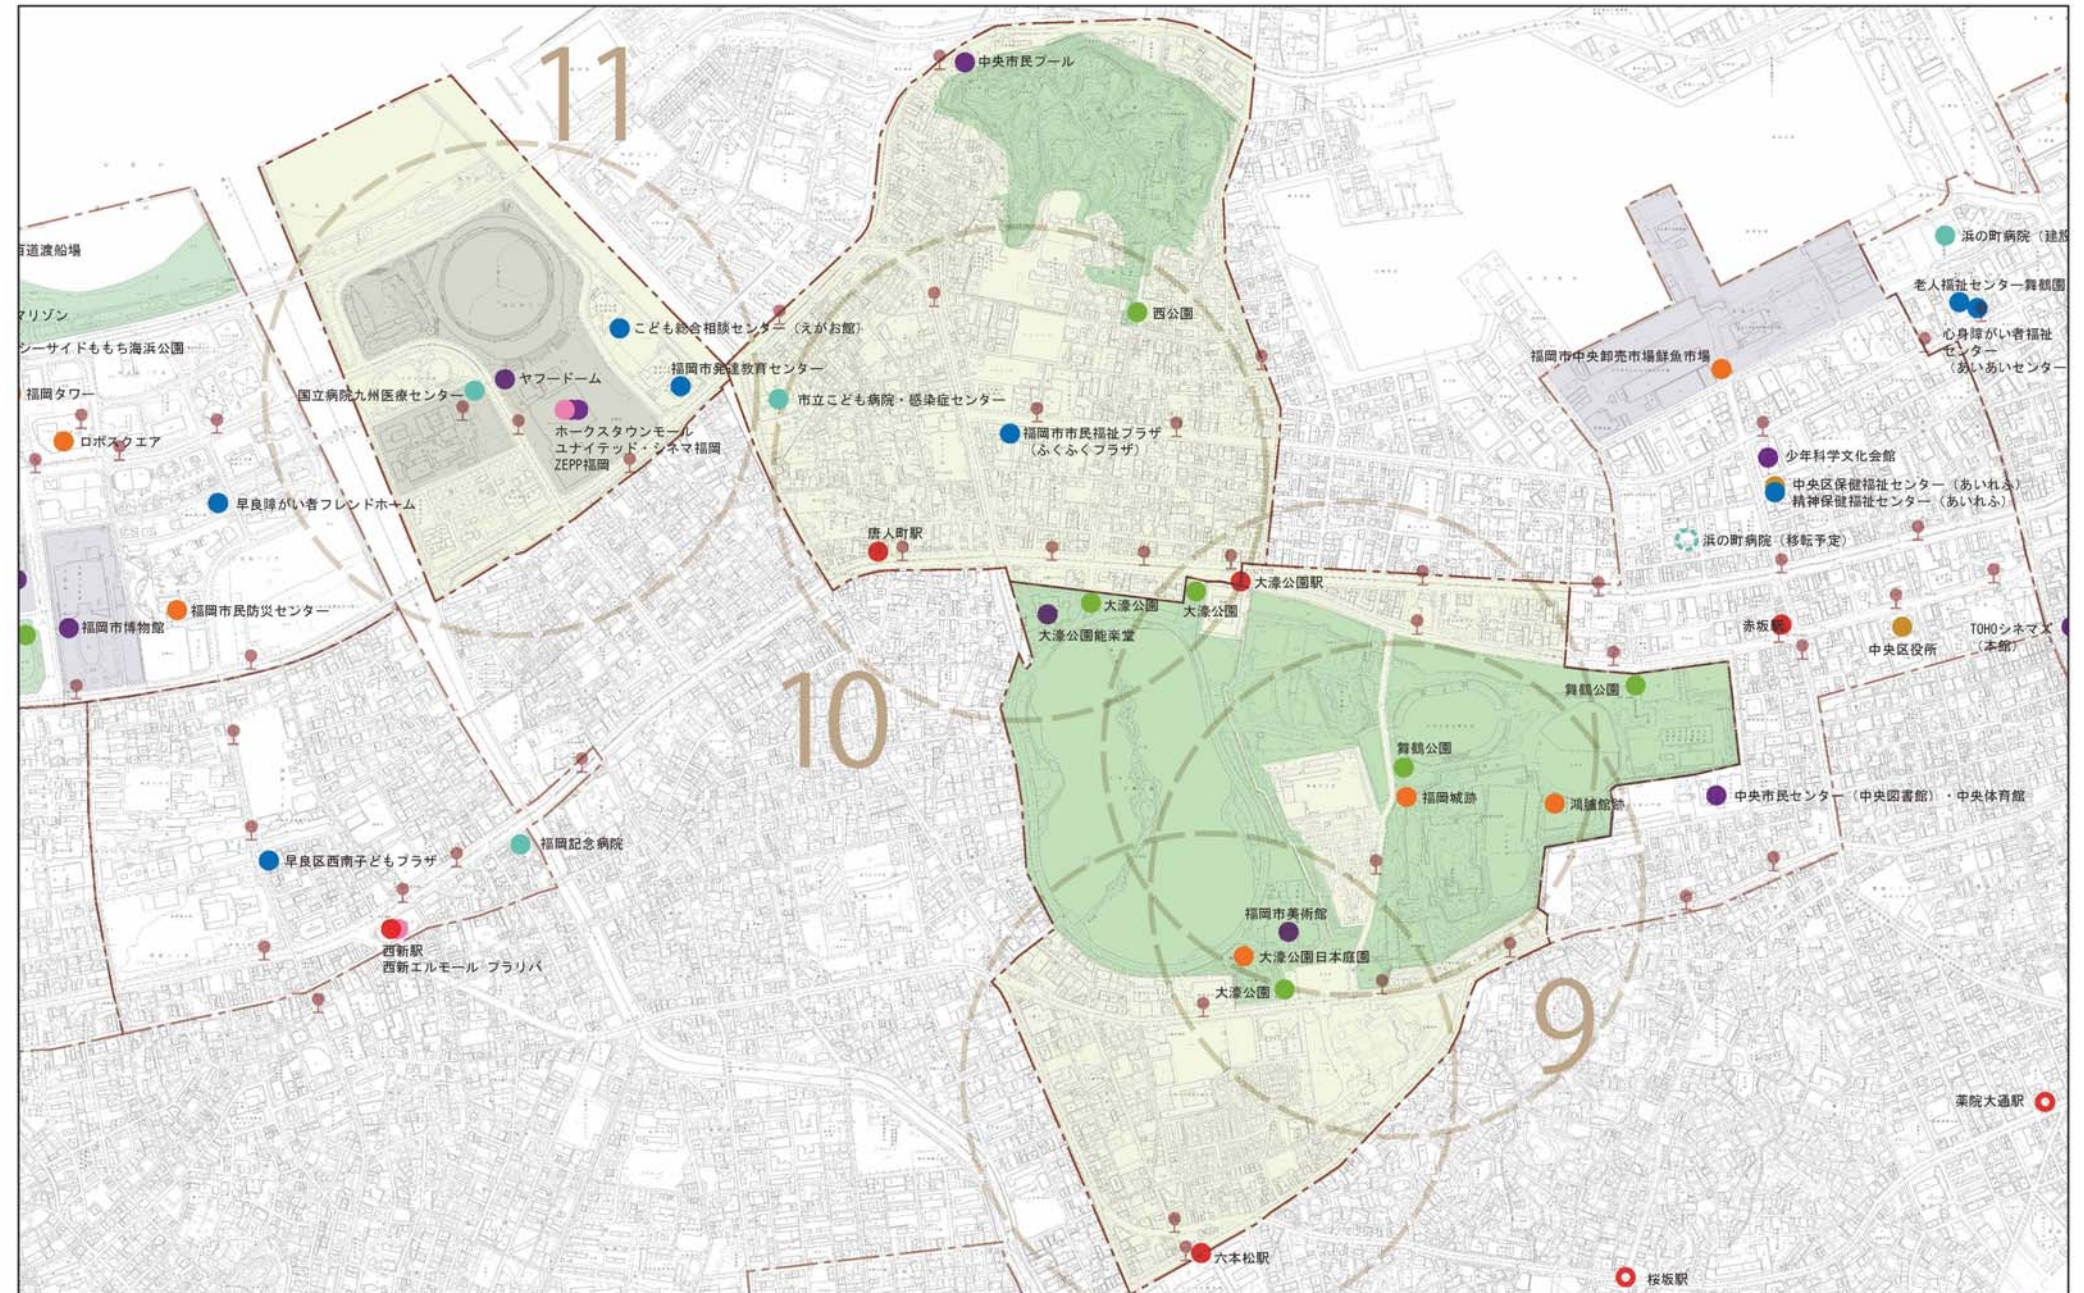 11
中央市民プール
百道渡船場
マリゾン
シーサイドももち海浜公園
福岡タワー
ロボスクエア
早良障がい者フレンドホーム
福岡市民防災センター
福岡市博物館
こども総合相談センター（えがお館）
福岡市発達教育センター
ヤフードーム
国立病院九州医療センター
ホークスタウンモール
ユナイテッド・シネマ福岡
ZEPP福岡
西公園
市立こども病院・感染症センター
福岡市市民福祉プラザ
（ふくふくプラザ）
唐人町駅
大濠公園駅
大濠公園
大濠公園
大濠公園能楽堂
10
浜の町病院（建設
老人福祉センター舞鶴園
心身障がい者福祉
センター
（あいあいセンター
福岡市中央卸売市場鮮魚市場
少年科学文化会館
中央区保健福祉センター（あいれふ）
精神保健福祉センター（あいれふ）
浜の町病院（移転予定）
赤坂駅
中央区役所
TOHOシネマズ
（本館）
舞鶴公園
舞鶴公園
福岡城跡
鴻臚館跡
中央市民センター（中央図書館）・中央体育館
福岡記念病院
早良区西南子どもプラザ
西新駅
西新エルモール プラリバ
福岡市美術館
大濠公園日本庭園
大濠公園
9
薬院大通駅
六本松駅
桜坂駅